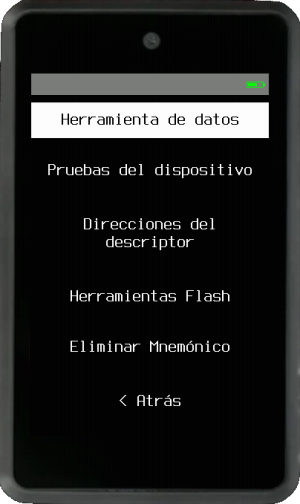 Herramienta de datos
Pruebas del dispositivo
Direcciones del
descriptor
Herramientas Flash
Eliminar Mnemónico
< Atrás